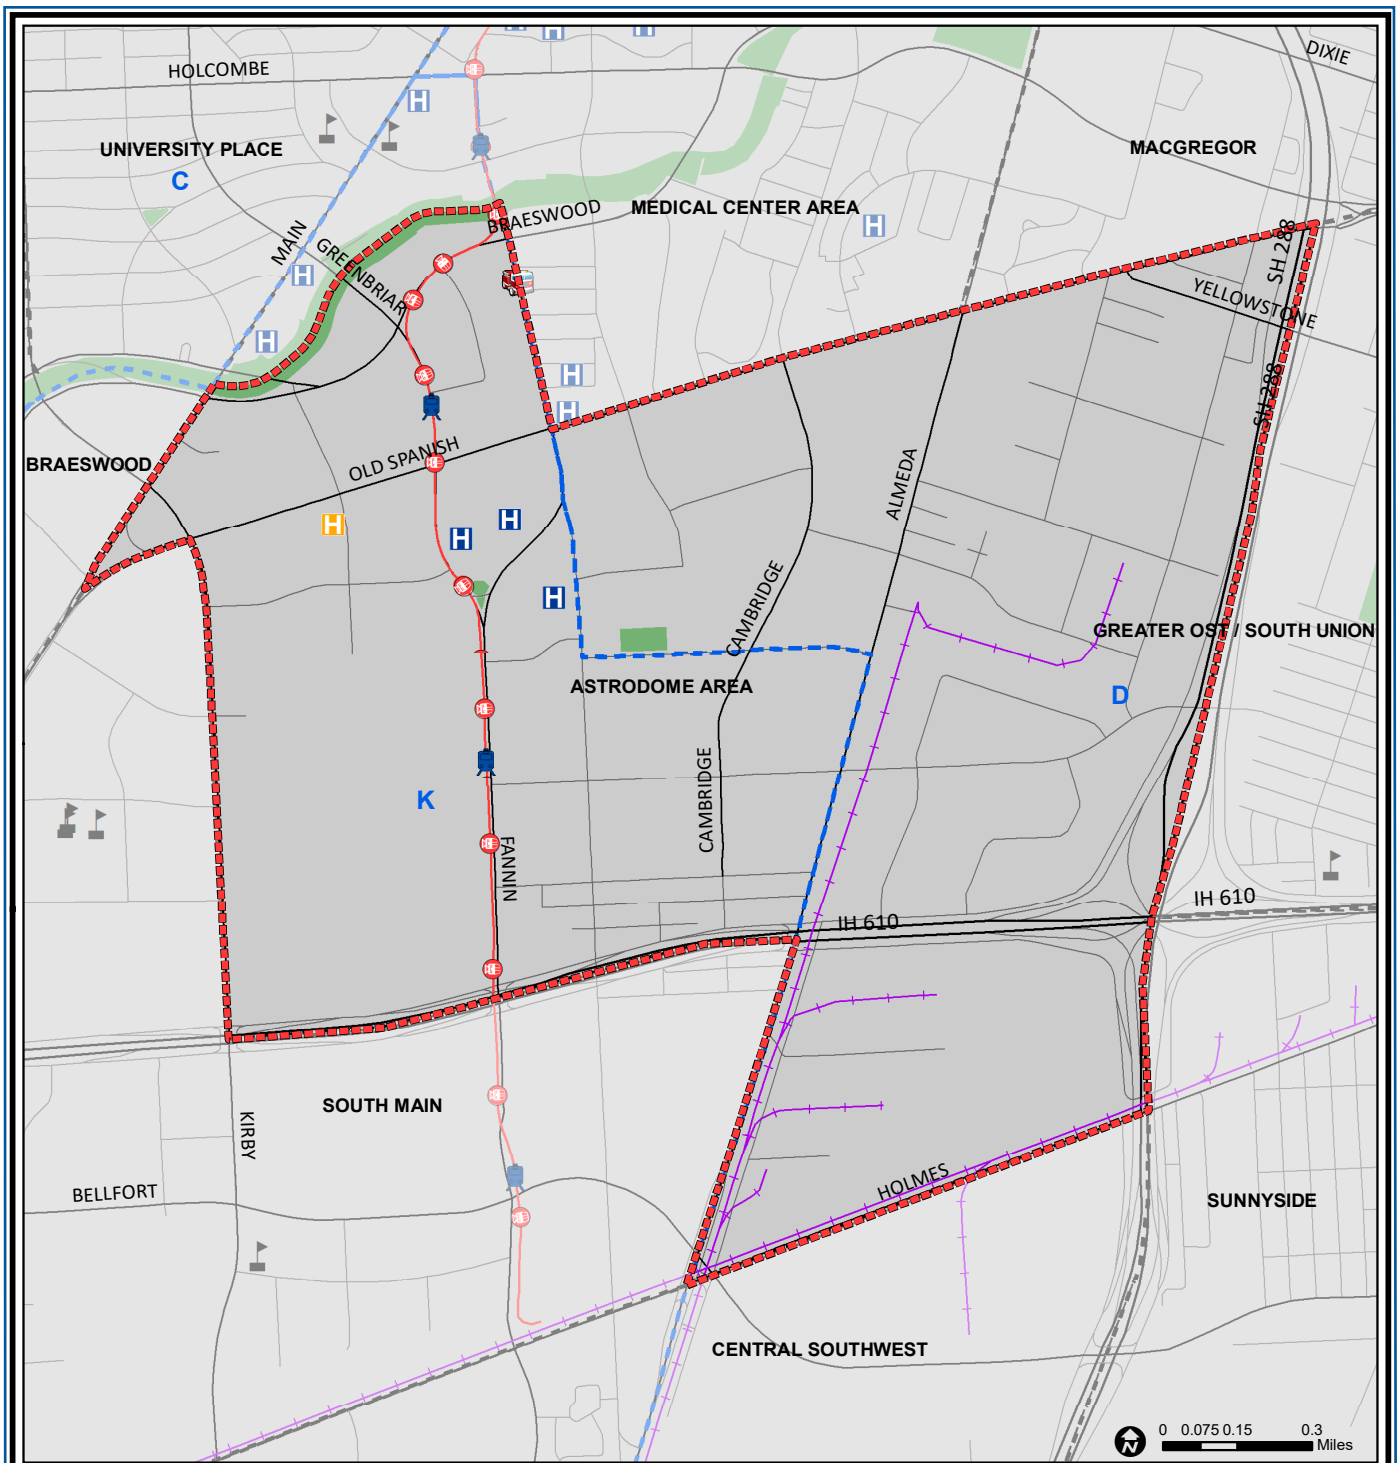 DIXIE
HOLCOMBE
H
H
H
UNIVERSITY PLACE
MACGREGOR
C
BRAESWOOD
MEDICAL CENTER AREA
H
MAIN
GREENBRIAR
SH 288
H
YELLOWSTONE
H
H
SH 288
H
BRAESWOOD
OLD SPANISH
ALMEDA
H
H
H
H
CAMBRIDGE
GREATER OST / SOUTH UNION
ASTRODOME AREA
D
CAMBRIDGE
K
FANNIN
IH 610
IH 610
SOUTH MAIN
KIRBY
BELLFORT
HOLMES
SUNNYSIDE
CENTRAL SOUTHWEST
N
0 0.075 0.15 0.3
Miles